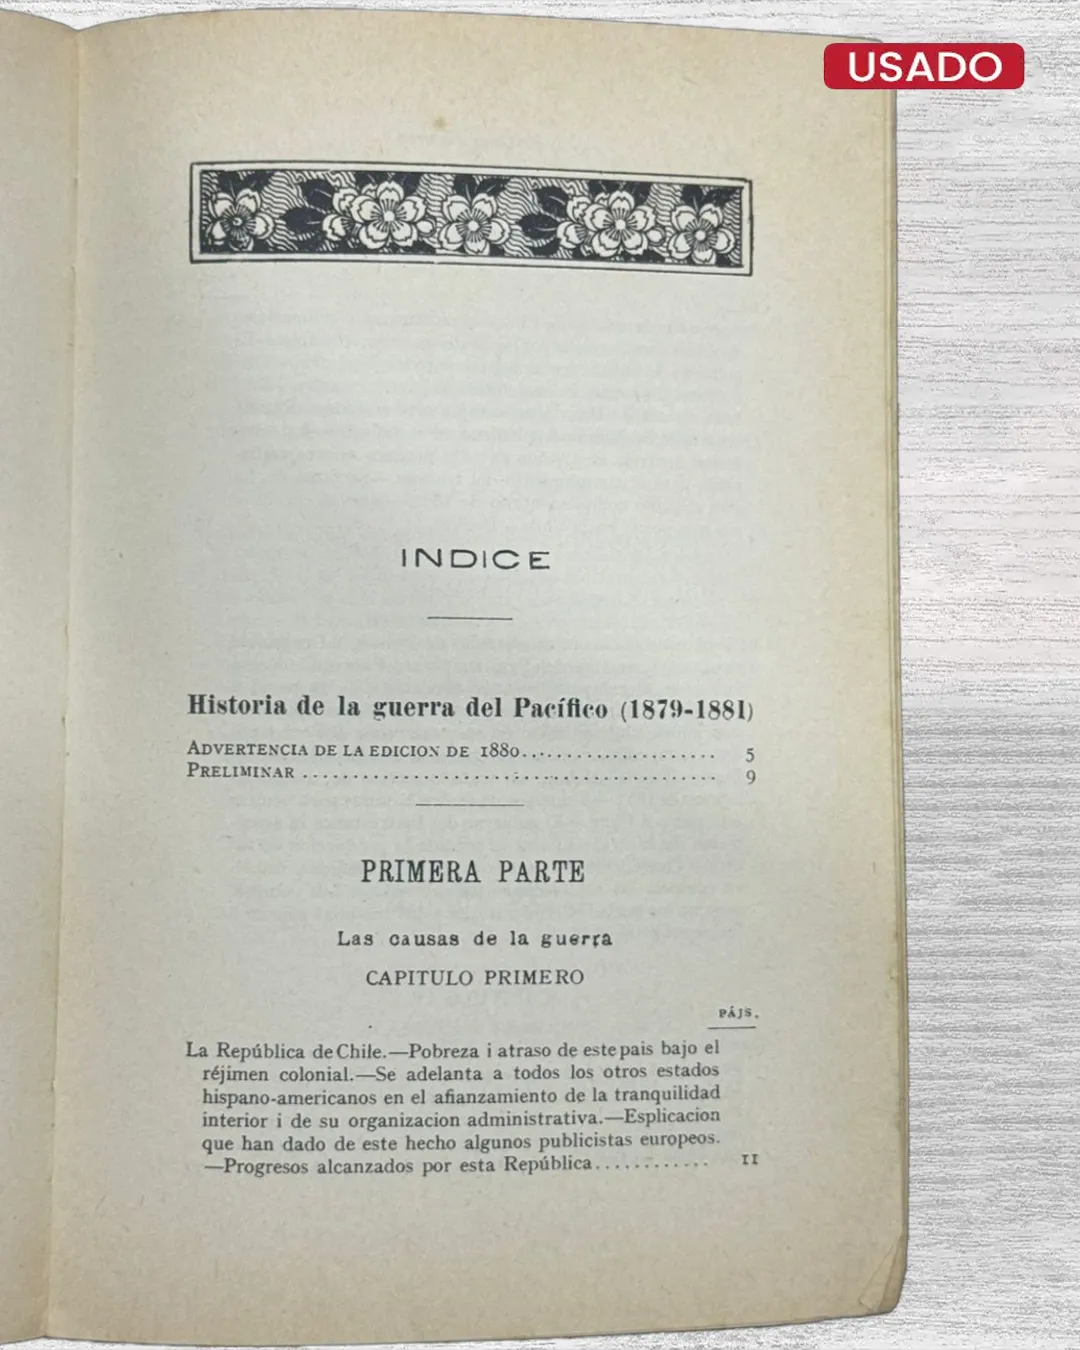 USADO
INDICE
Historia de la guerra del Pacífico (1879-1881)
ADVERTENCIA DE LA EDICION DE 1880.................... 5
PRELIMINAR .......................................... 9
PRIMERA PARTE
Las causas de la guerra
CAPITULO PRIMERO
PÁJS.
La República de Chile.—Pobreza i atraso de este pais bajo el
réjimen colonial.—Se adelanta a todos los otros estados
hispano-americanos en el afianzamiento de la tranquilidad
interior i de su organizacion administrativa.—Esplicacion
que han dado de este hecho algunos publicistas europeos.
—Progresos alcanzados por esta República............ 11